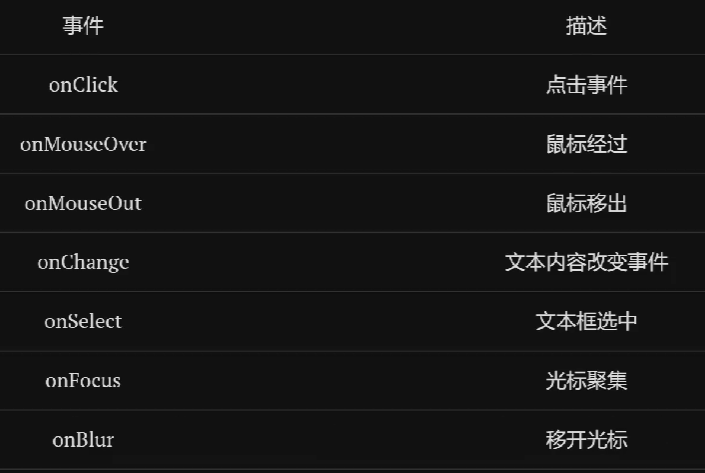 事件 描述
onClick 点击事件
onMouseOver 鼠标经过
onMouseOut 鼠标移出
onChange 文本内容改变事件
onSelect 文本框选中
onFocus 光标聚集
onBlur 移开光标